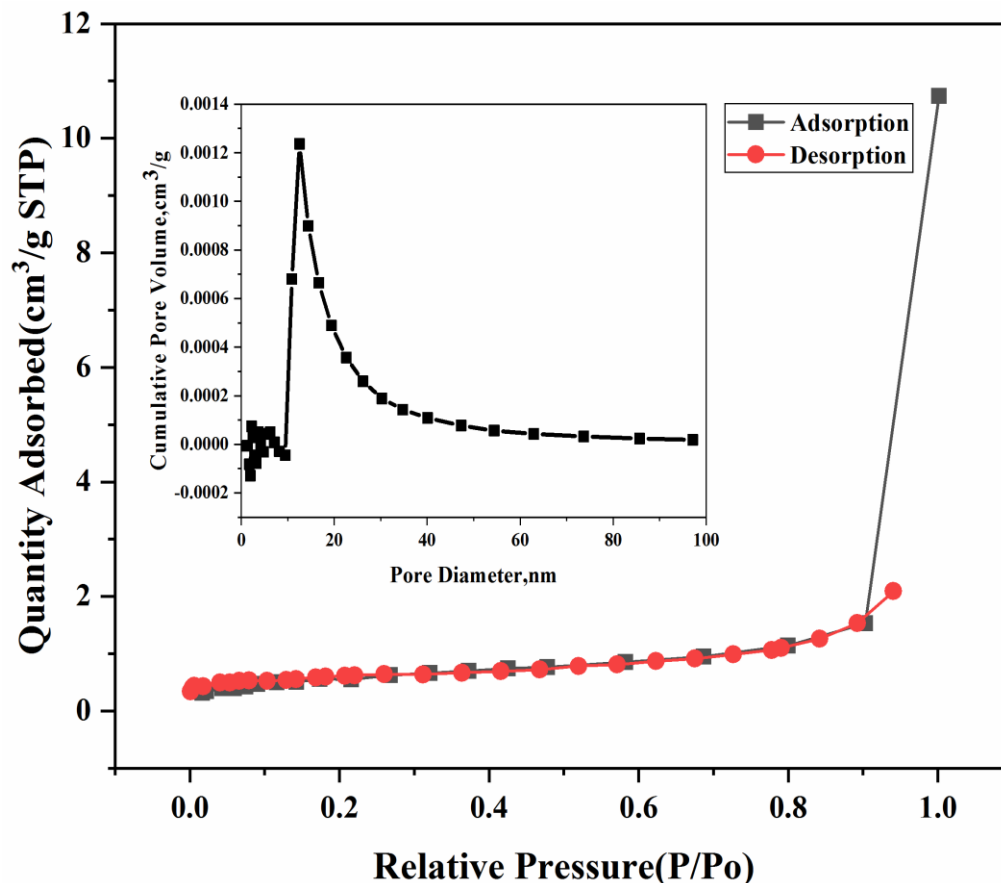 12
10
8
6
4
2
0
Quantity Adsorbed(cm³/g STP)
0.0 0.2 0.4 0.6 0.8 1.0
Relative Pressure(P/Po)
Adsorption
Desorption
0.0014
0.0012
0.0010
0.0008
0.0006
0.0004
0.0002
0.0000
-0.0002
Cumulative Pore Volume,cm³/g
0 20 40 60 80 100
Pore Diameter,nm